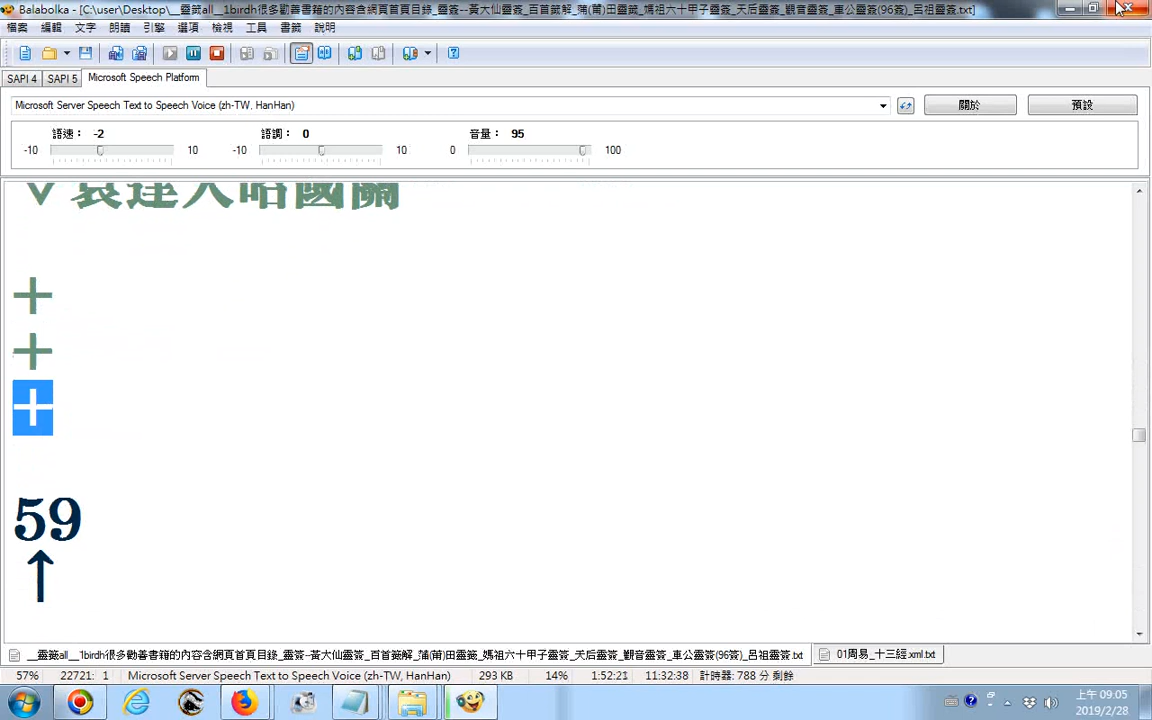 Balabolka - [C:\user\Desktop\__靈籤all__1birdh很多勸善書籍的內容含網頁首頁目錄_靈簽--黃大仙靈簽_百首籤解_蒲(莆)田靈籤_媽祖六十甲子靈簽_天后靈簽_觀音靈簽_車公靈簽(96簽)_呂祖靈簽.txt]
檔案 編輯 文字 朗讀 引擎 選項 檢視 工具 書籤 說明
SAPI 4 SAPI 5 Microsoft Speech Platform
Microsoft Server Speech Text to Speech Voice (zh-TW, HanHan) 關於 預設
語速： -2 語調： 0 音量： 95
-10 10 -10 10 0 100
＋
＋
＋
59
↑
__靈籤all__1birdh很多勸善書籍的內容含網頁首頁目錄_靈簽--黃大仙靈簽_百首籤解_蒲(莆)田靈籤_媽祖六十甲子靈簽_天后靈簽_觀音靈簽_車公靈簽(96簽)_呂祖靈簽.txt 01周易_十三經.xml.txt
57% 22721: 1 Microsoft Server Speech Text to Speech Voice (zh-TW, HanHan) 293 KB 14% 1:52:21 11:32:38 計時器: 788 分 剩餘
上午 09:05
2019/2/28